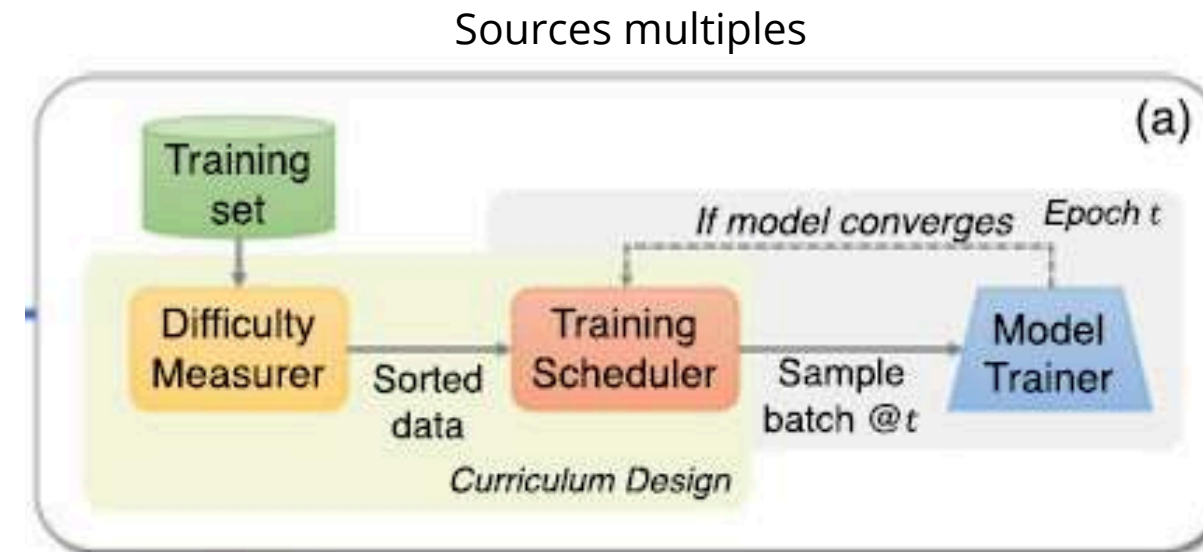 Sources multiples
(a)
Training
set
If model converges
Epoch t
Difficulty
Measurer
Sorted
data
Training
Scheduler
Sample
batch @t
Model
Trainer
Curriculum Design